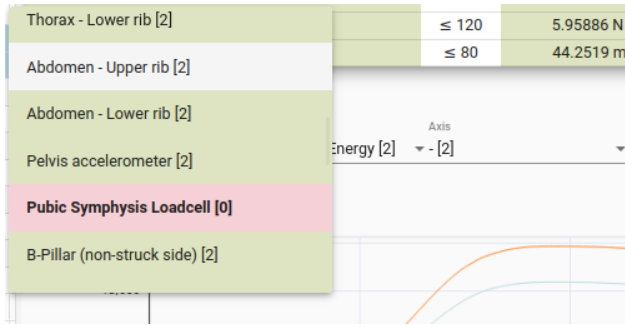 Thorax - Lower rib [2]
≤ 120 5.95886 N
Abdomen - Upper rib [2]
≤ 80 44.2519 m
Abdomen - Lower rib [2]
Axis
Energy [2] - [2]
Pelvis accelerometer [2]
Pubic Symphysis Loadcell [0]
B-Pillar (non-struck side) [2]